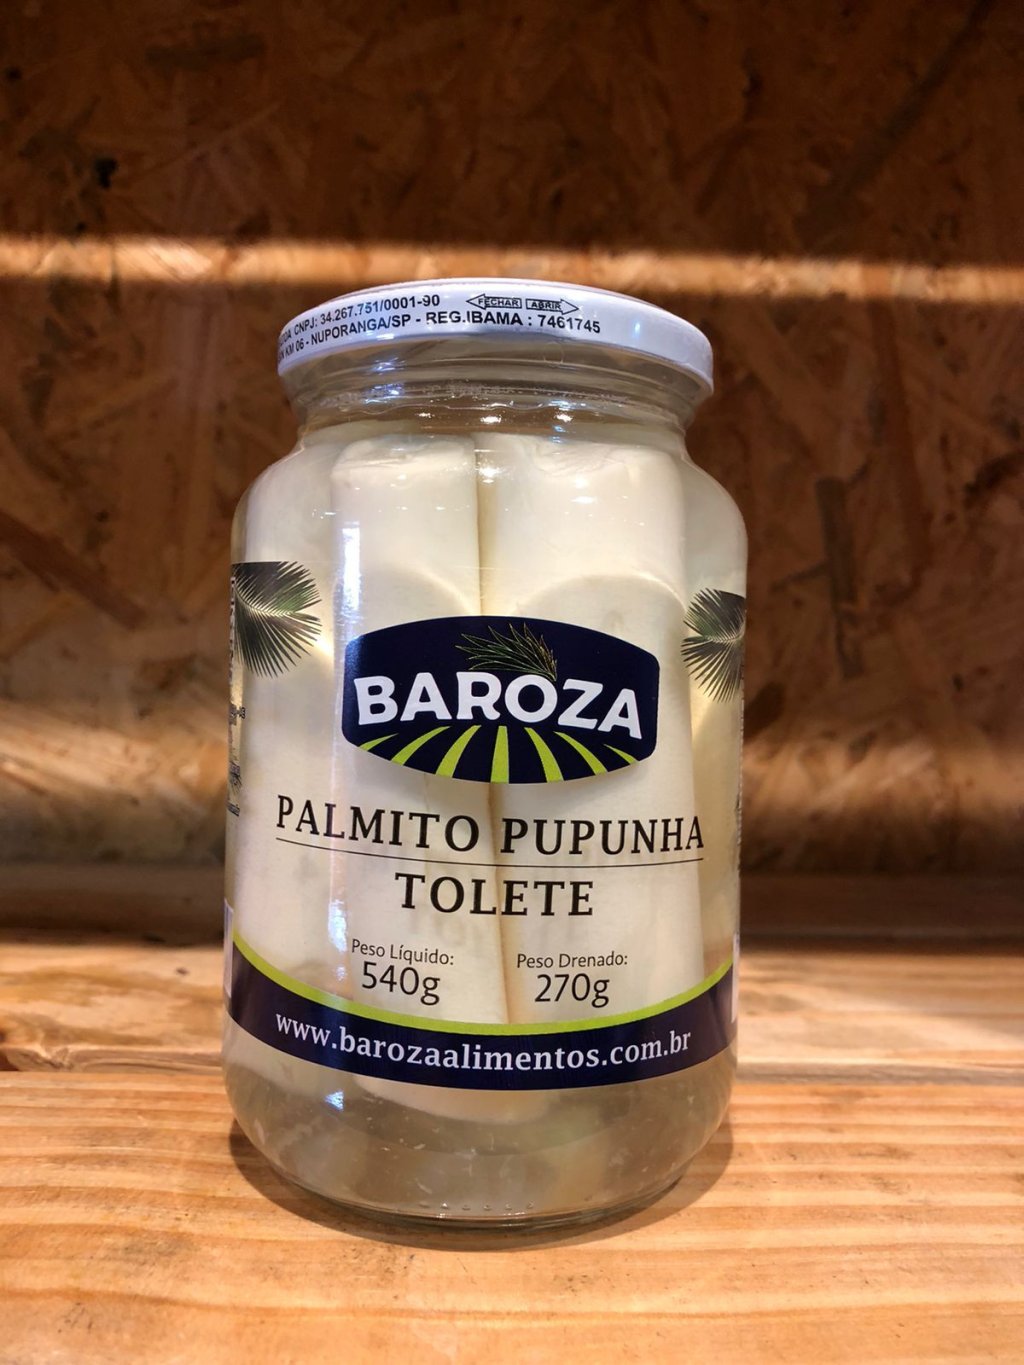 CNPJ: 34.267.751/0001-90 FECHAR ABRIR
KM 06 - NUPORANGA/SP - REG.IBAMA : 7461745
BAROZA
PALMITO PUPUNHA
TOLETE
Peso Líquido: Peso Drenado:
540g 270g
www.barozaalimentos.com.br